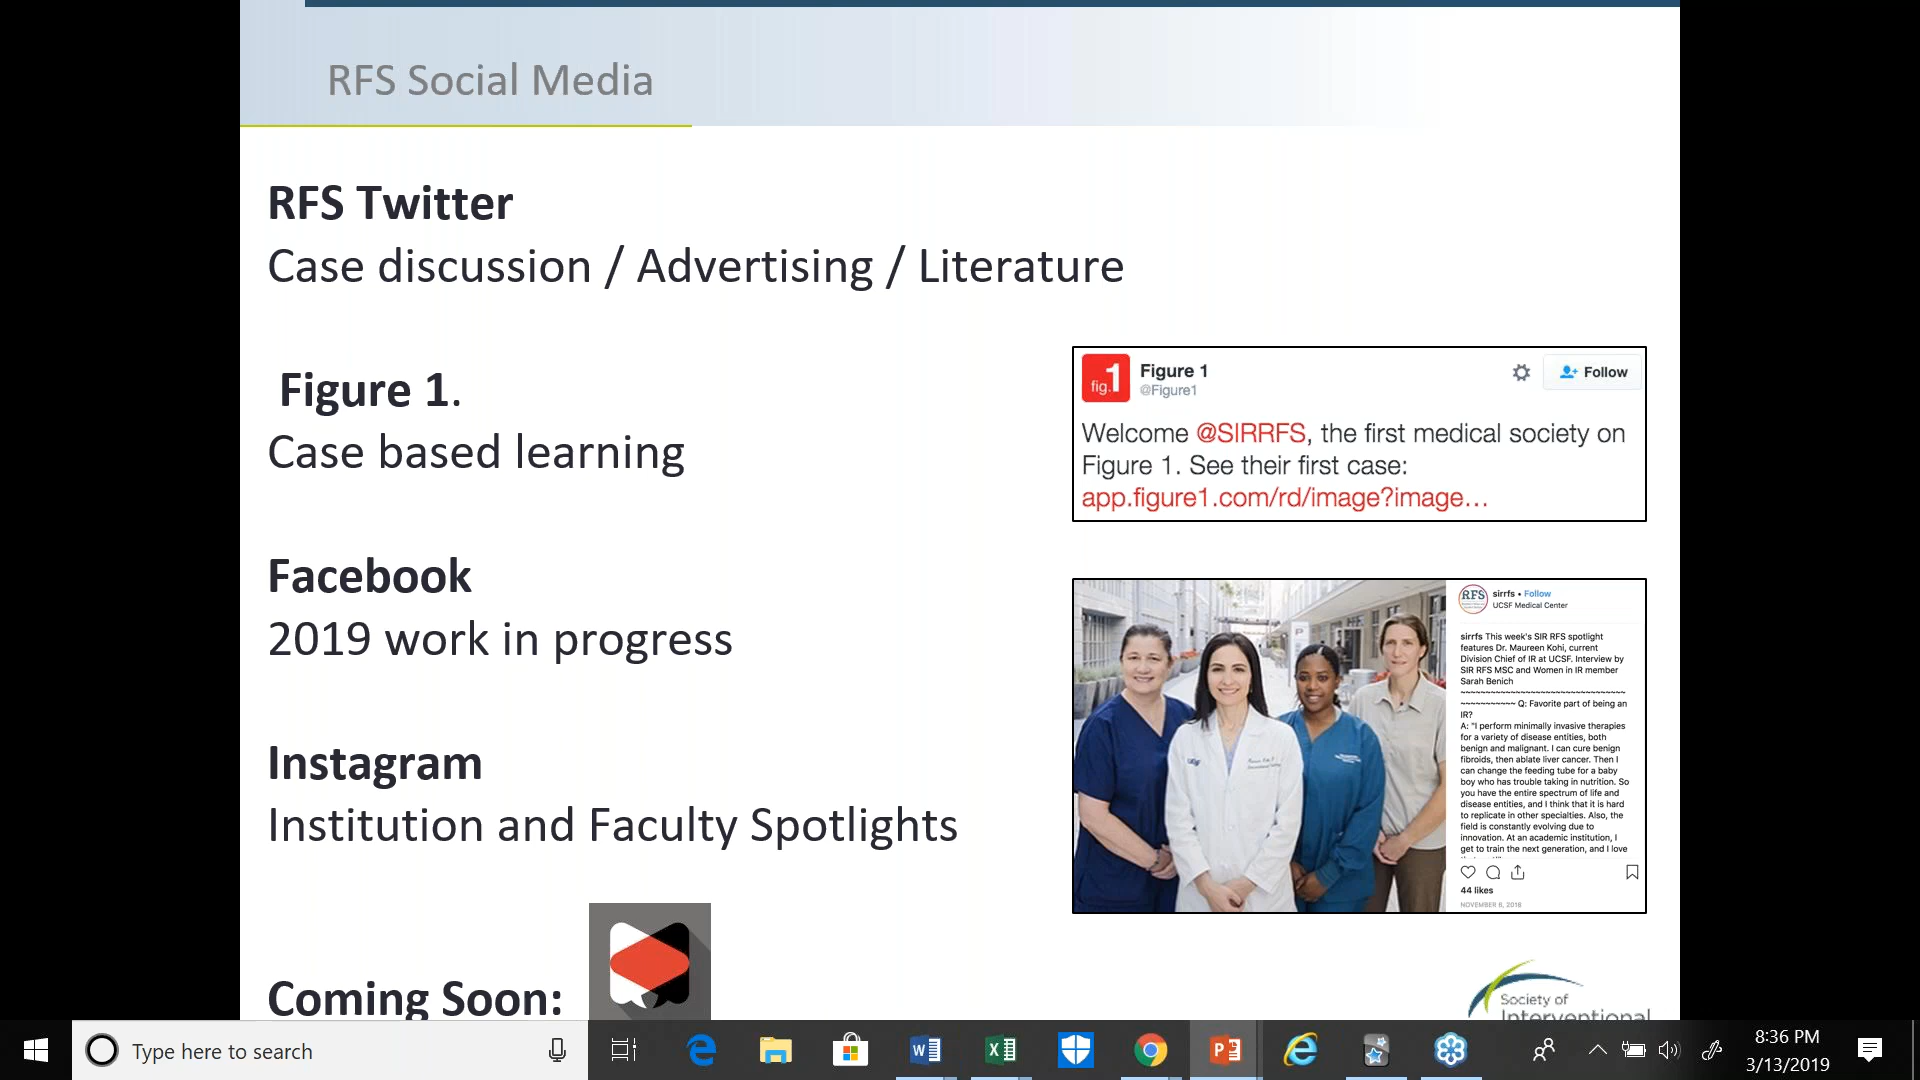 RFS Social Media
RFS Twitter
Case discussion / Advertising / Literature
Figure 1.
Case based learning
Facebook
2019 work in progress
Instagram
Institution and Faculty Spotlights
Coming Soon:
fig.1
Figure 1
@Figure1
Follow
Welcome @SIRRFS, the first medical society on
Figure 1. See their first case:
app.figure1.com/rd/image?image...
P
RFS
sirrfs • Follow
UCSF Medical Center
sirrfs This week's SIR RFS spotlight
features Dr. Maureen Kohi, current
Division Chief of IR at UCSF. Interview by
SIR RFS MSC and Women in IR member
Sarah Benich
~~~~~~~~~~~~~~~~~~~~~~~~~~~~~~~~~
~~~~~~~~~~~ Q: Favorite part of being an
IR?
A: "I perform minimally invasive therapies
for a variety of disease entities, both
benign and malignant. I can cure benign
fibroids, then ablate liver cancer. Then I
can change the feeding tube for a baby
boy who has trouble taking in nutrition. So
you have the entire spectrum of life and
disease entities, and I think that it is hard
to replicate in other specialties. Also, the
field is constantly evolving due to
innovation. At an academic institution, I
get to train the next generation, and I love
44 likes
NOVEMBER 6, 2018
Society of
Interventional
Type here to search
8:36 PM
3/13/2019